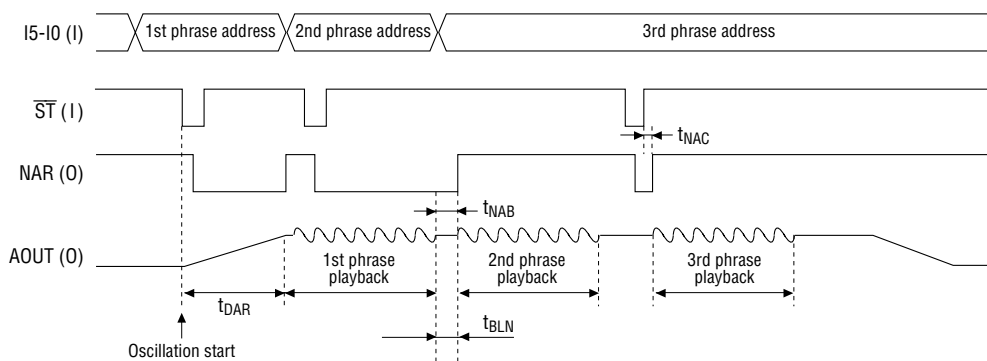 I5-I0 (I)
1st phrase address
2nd phrase address
3rd phrase address
ST (I)
tNAC
NAR (O)
tNAB
AOUT (O)
1st phrase
playback
2nd phrase
playback
3rd phrase
playback
tDAR
tBLN
Oscillation start